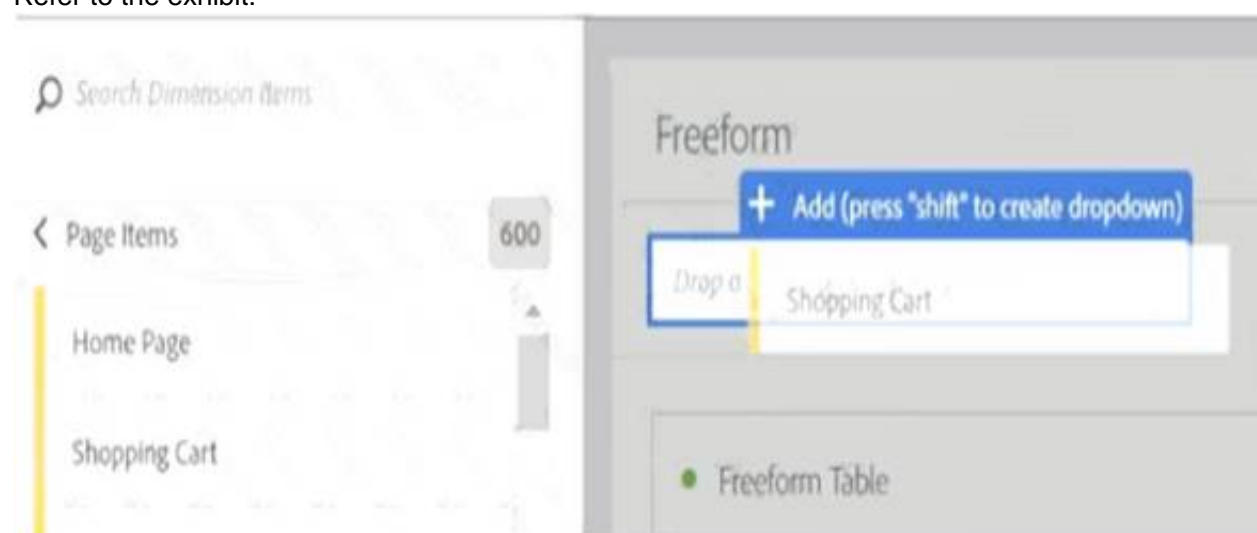 Refer to the exhibit.
Search Dimension Items
Page Items
600
Home Page
Shopping Cart
Freeform
+ Add (press "shift" to create dropdown)
Drop a
Shopping Cart
Freeform Table